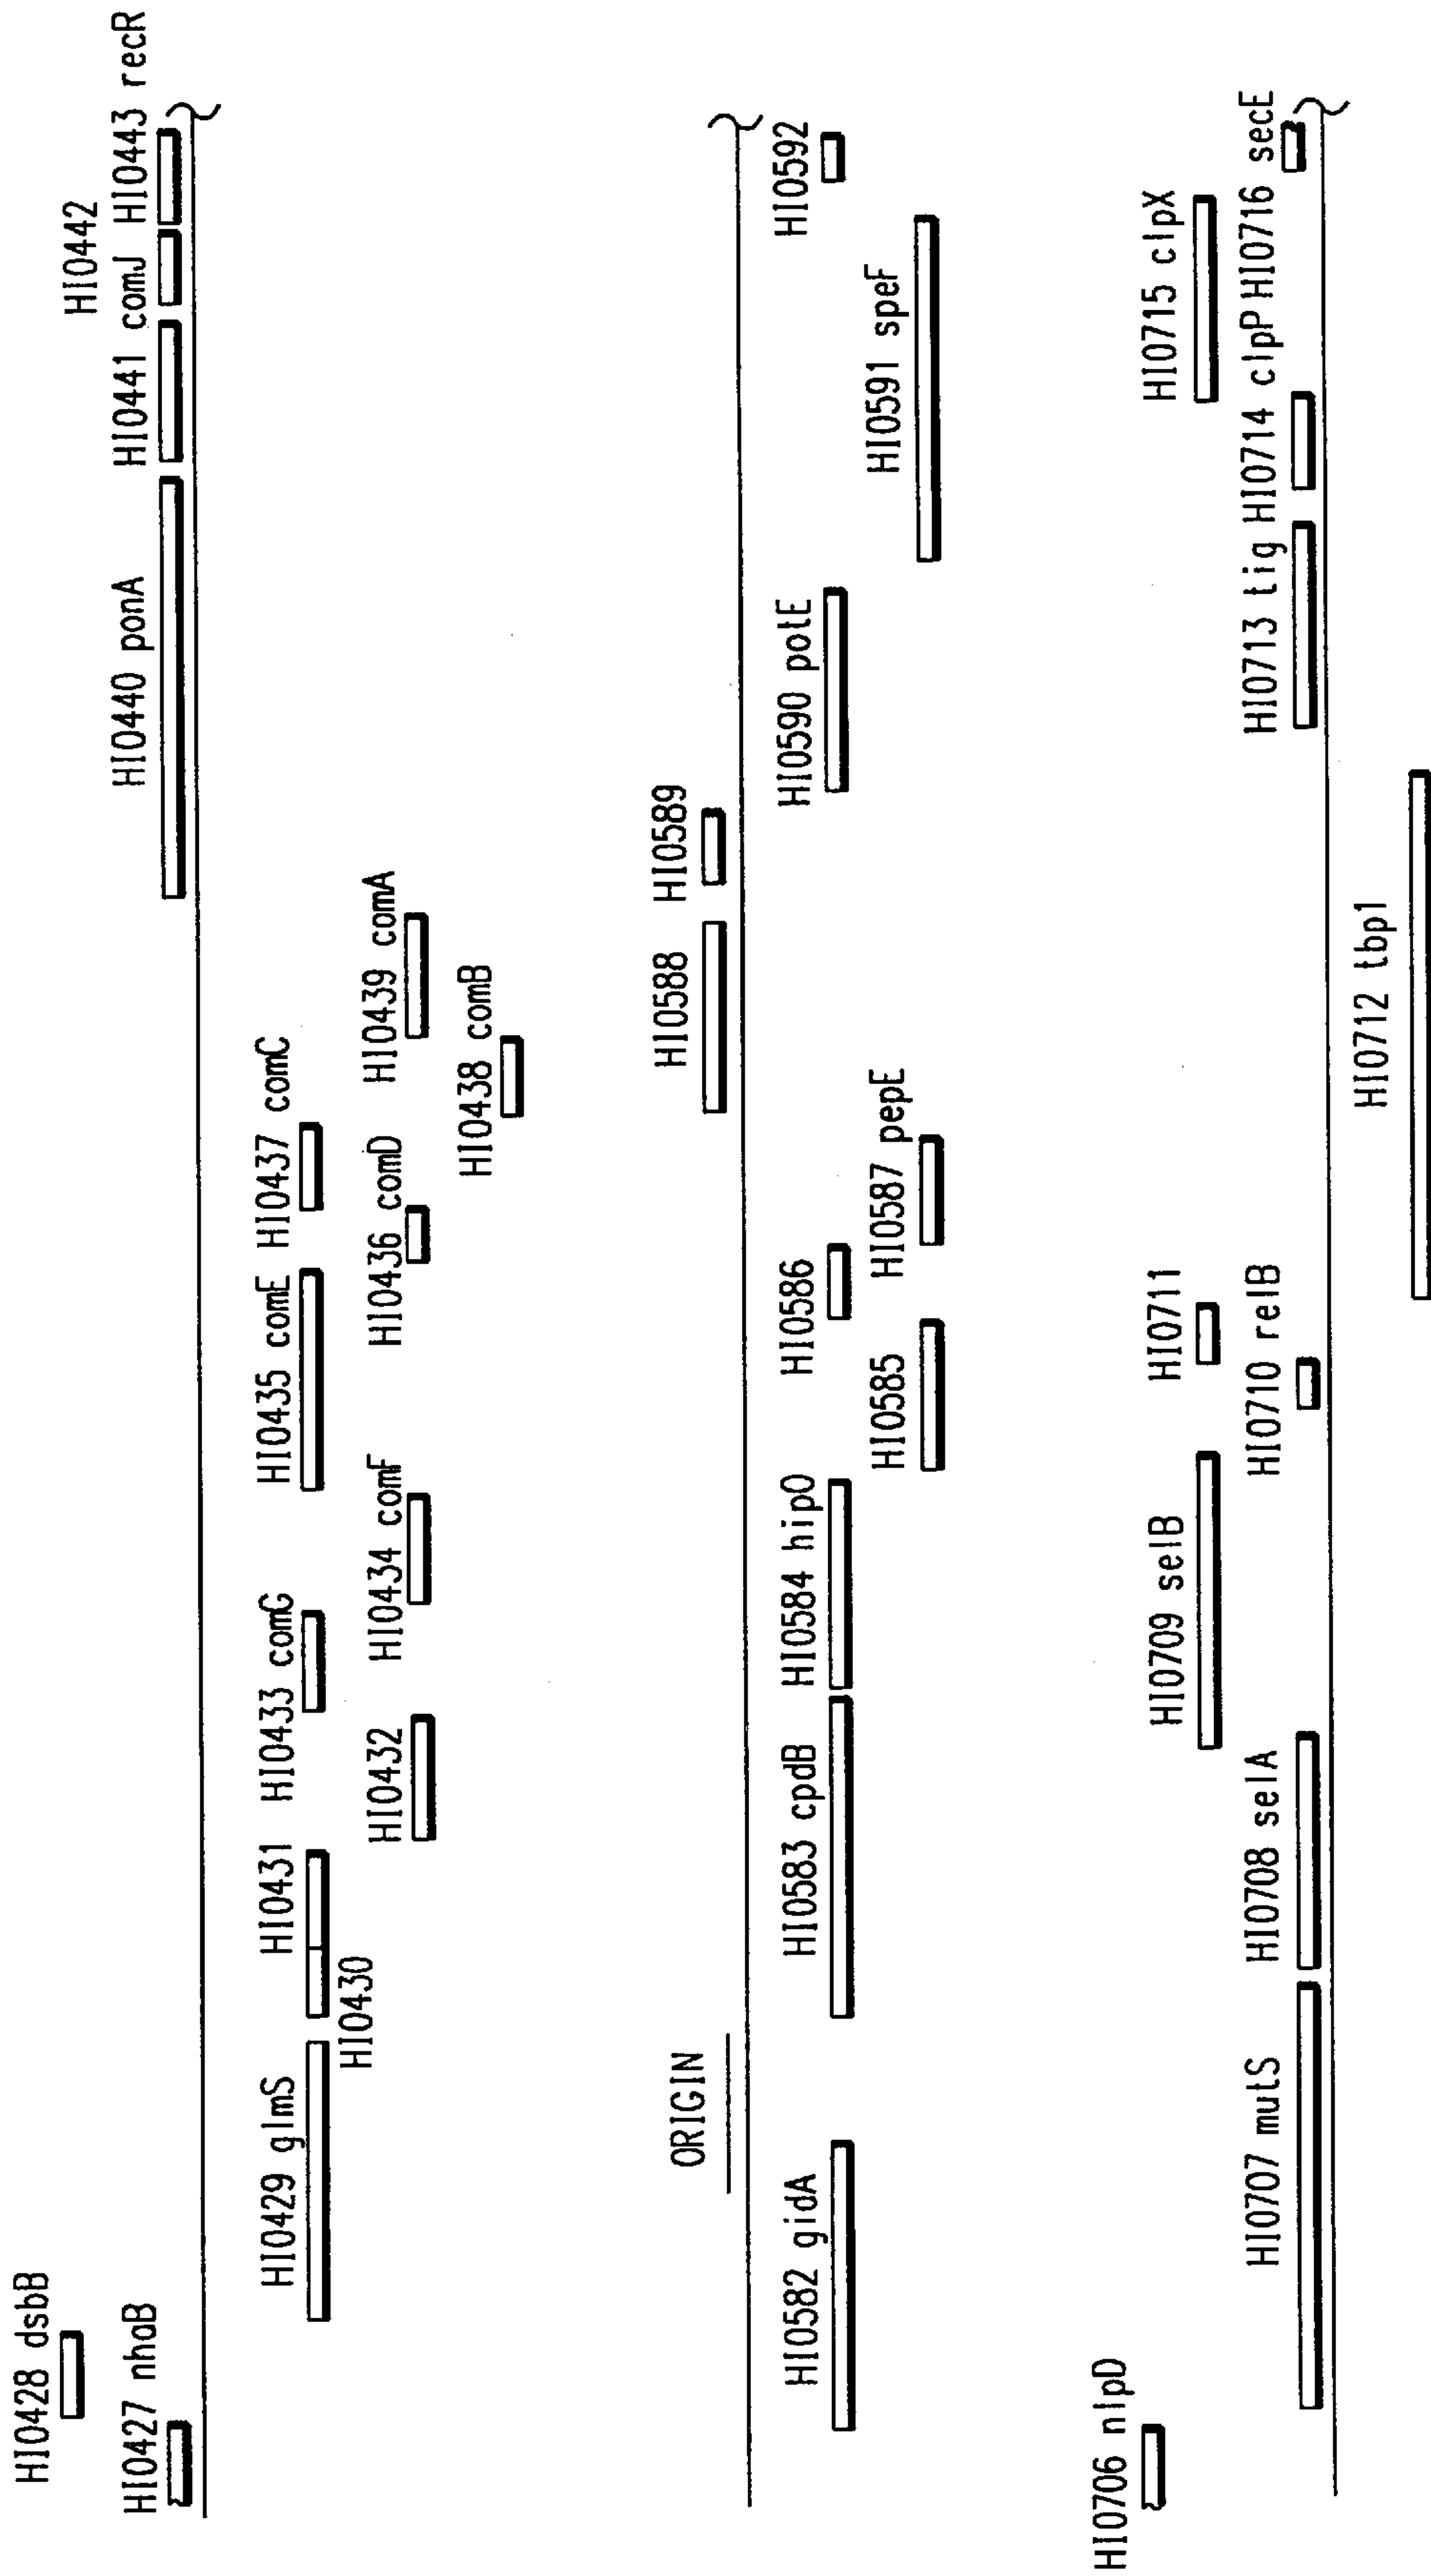 HI0428 dsbB
HI0427 nhaB
HI0429 glmS
HI0430
HI0431
HI0432
HI0433 comG
HI0434 comF
HI0435 comE
HI0436 comD
HI0437 comC
HI0438 comB
HI0439 comA
HI0440 ponA
HI0441 comJ
HI0442
HI0443 recR
HI0582 gidA
ORIGIN
HI0583 cpdB
HI0584 hipO
HI0585
HI0586
HI0587 pepE
HI0588
HI0589
HI0590 potE
HI0591 speF
HI0592
HI0706 nlpD
HI0707 mutS
HI0708 selA
HI0709 selB
HI0710 relB
HI0711
HI0712 tbp1
HI0713 tig
HI0714 clpP
HI0715 clpX
HI0716 secE